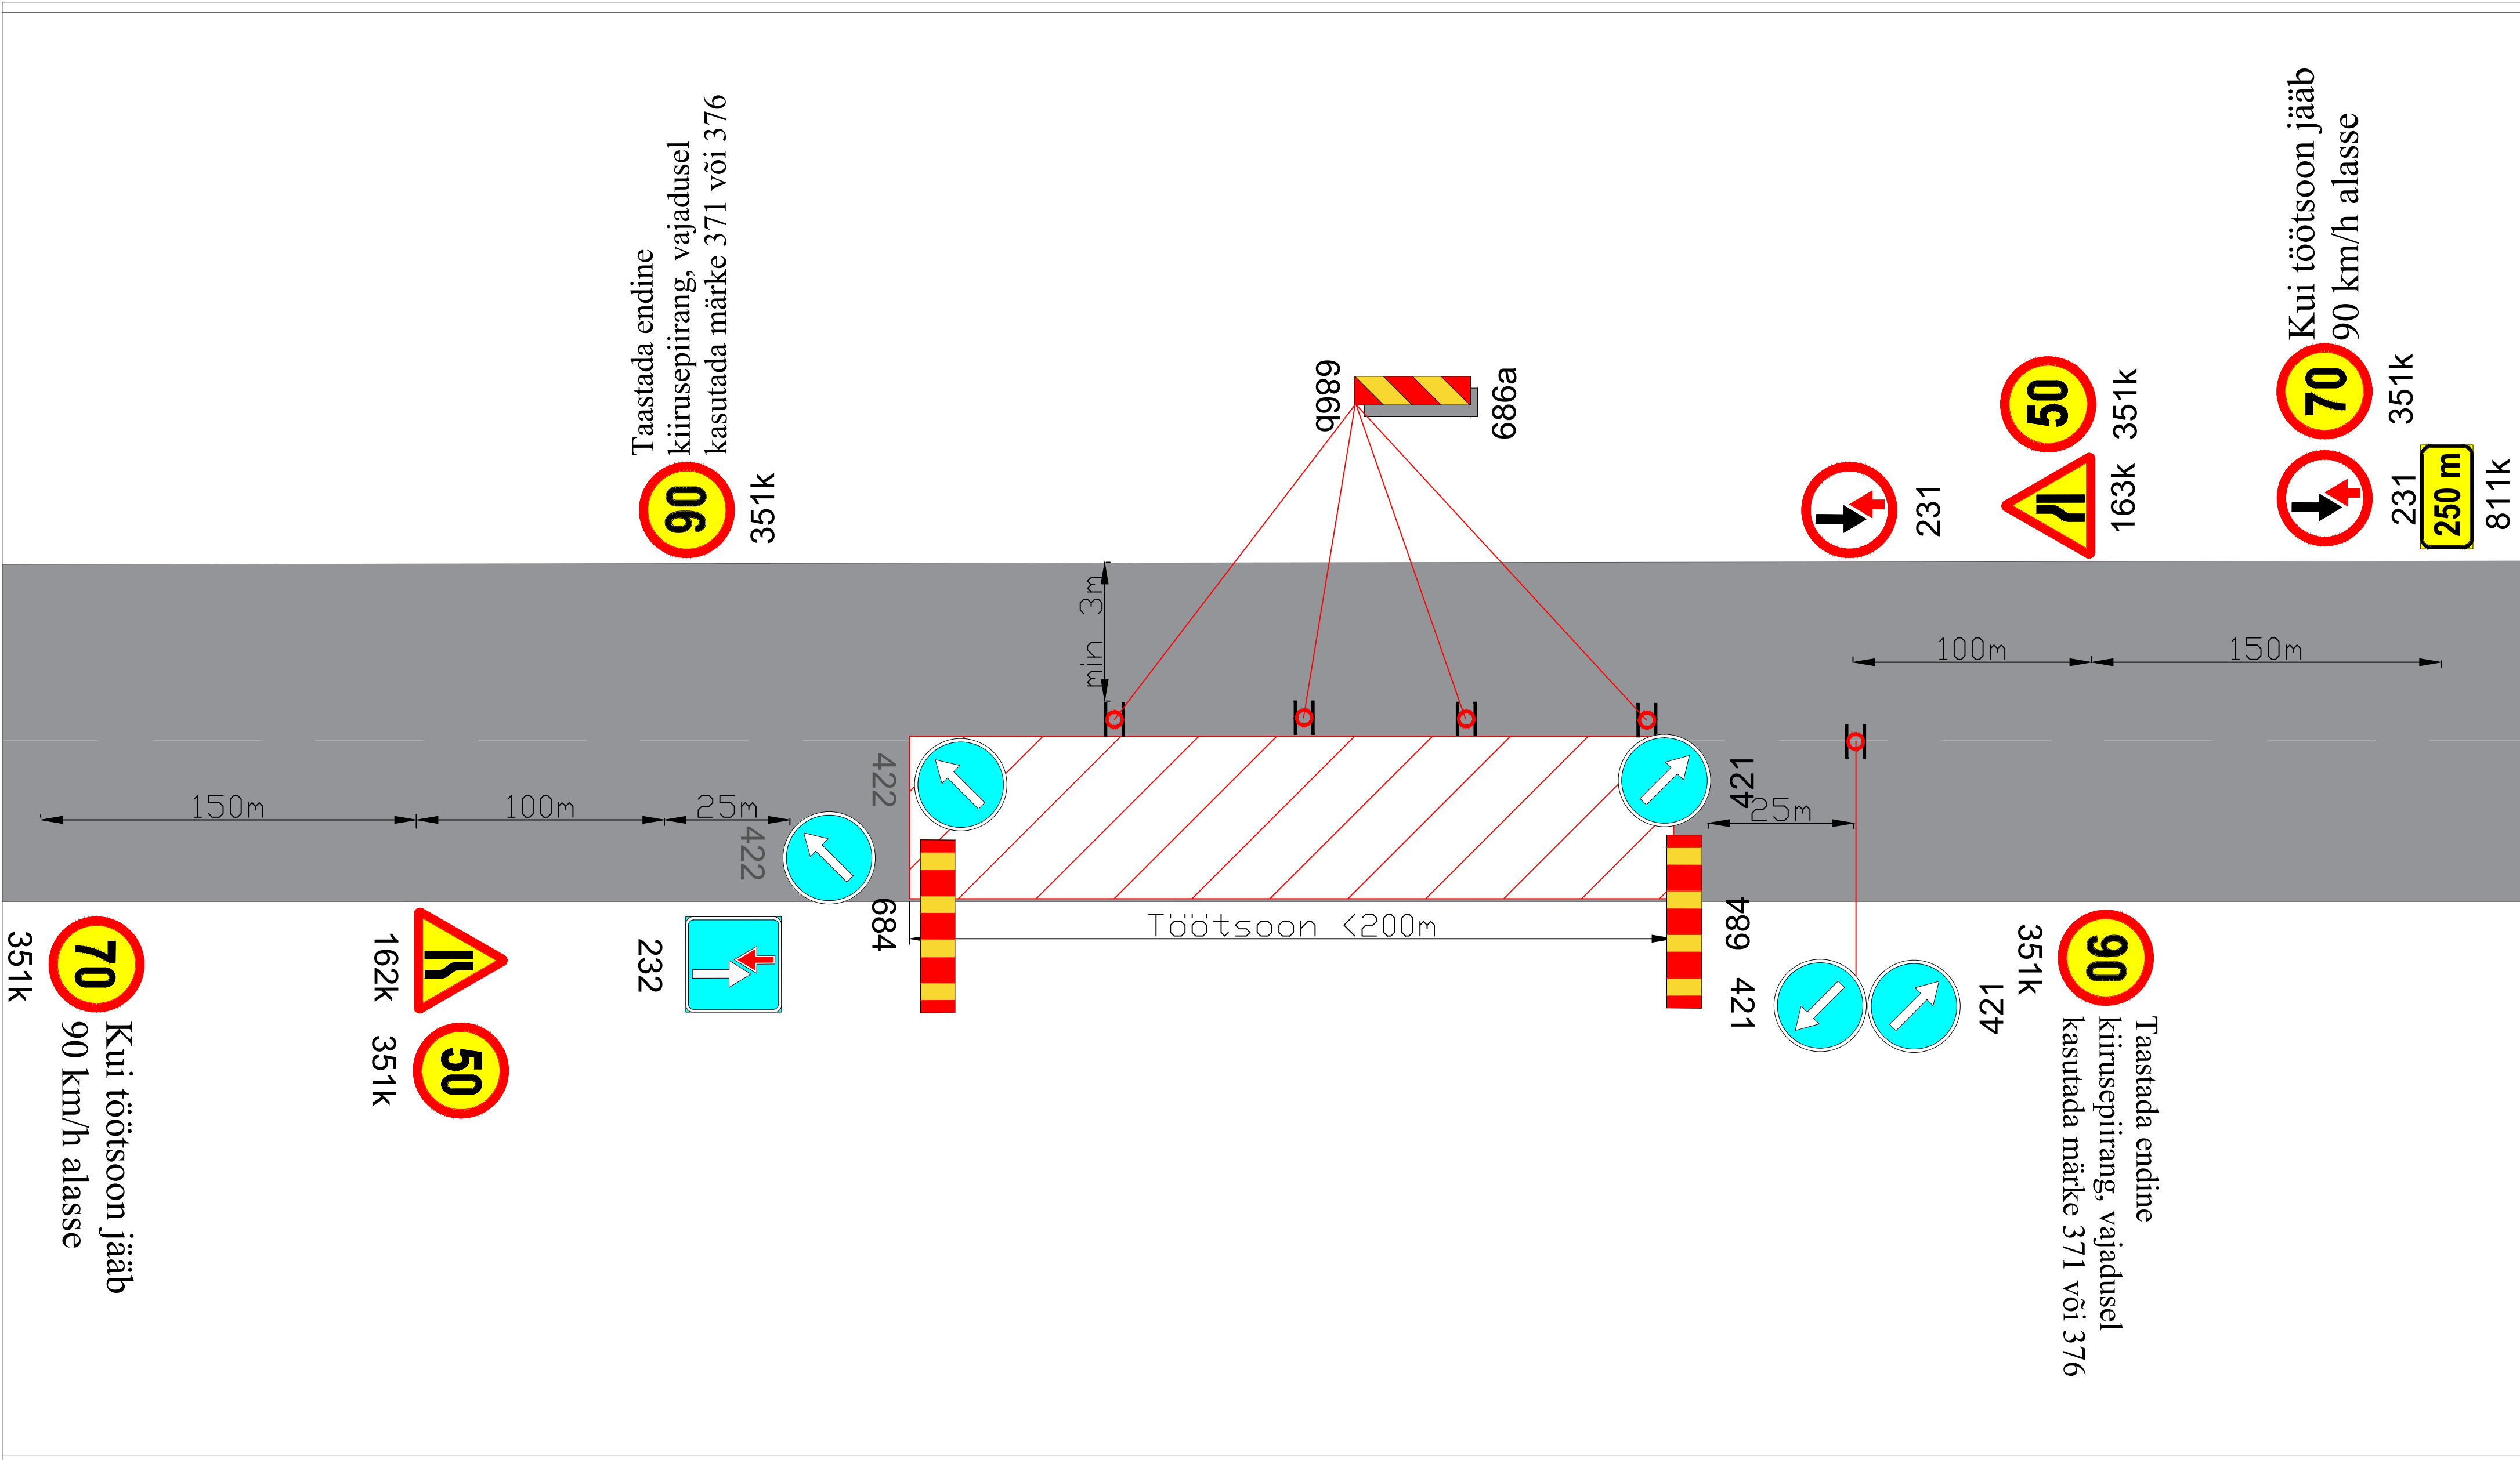 Taastada endine
kiirusepiirang, vajadusel
kasutada märke 371 või 376
90
351k
686b
686a
50
351k
163k
231
Kui töötsoon jääb
90 km/h alasse
70
351k
231
250 m
811k
min 3m
100m
150m
150m
100m
25m
422
422
421
25m
Töötsoon <200m
684
684
351k
70
Kui töötsoon jääb
90 km/h alasse
162k
351k
50
232
421
421
351k
90
Taastada endine
kiirusepiirang, vajadusel
kasutada märke 371 või 376